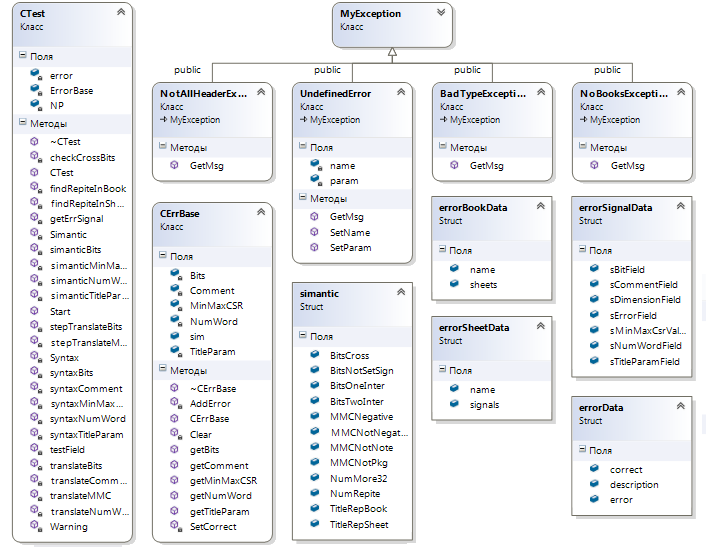 CTest
Класс
Поля
error
ErrorBase
NP
Методы
~CTest
checkCrossBits
CTest
findRepiteInBook
findRepiteInSh...
getErrSignal
Simantic
simanticBits
simanticMinMa...
simanticNumW...
simanticTitlePar...
Start
stepTranslateBits
stepTranslateM...
Syntax
syntaxBits
syntaxComment
syntaxMinMax...
syntaxNumWord
syntaxTitleParam
testField
translateBits
translateComm...
translateMMC
translateNumW...
Warning
MyException
Класс
public
public
public
public
NotAllHeaderEx...
Класс
MyException
Методы
GetMsg
UndefinedError
Класс
MyException
Поля
name
param
Методы
GetMsg
SetName
SetParam
BadTypeExcepti...
Класс
MyException
Методы
GetMsg
NoBooksExcepti...
Класс
MyException
Методы
GetMsg
CErrBase
Класс
Поля
Bits
Comment
MinMaxCSR
NumWord
sim
TitleParam
Методы
~CErrBase
AddError
CErrBase
Clear
getBits
getComment
getMinMaxCSR
getNumWord
getTitleParam
SetCorrect
simantic
Struct
Поля
BitsCross
BitsNotSetSign
BitsOneInter
BitsTwoInter
MMCNegative
MMCNotNegat...
MMCNotNote
MMCNotPkg
NumMore32
NumRepite
TitleRepBook
TitleRepSheet
errorBookData
Struct
Поля
name
sheets
errorSheetData
Struct
Поля
name
signals
errorSignalData
Struct
Поля
sBitField
sCommentField
sDimensionField
sErrorField
sMinMaxCsrVal...
sNumWordField
sTitleParamField
errorData
Struct
Поля
correct
description
error